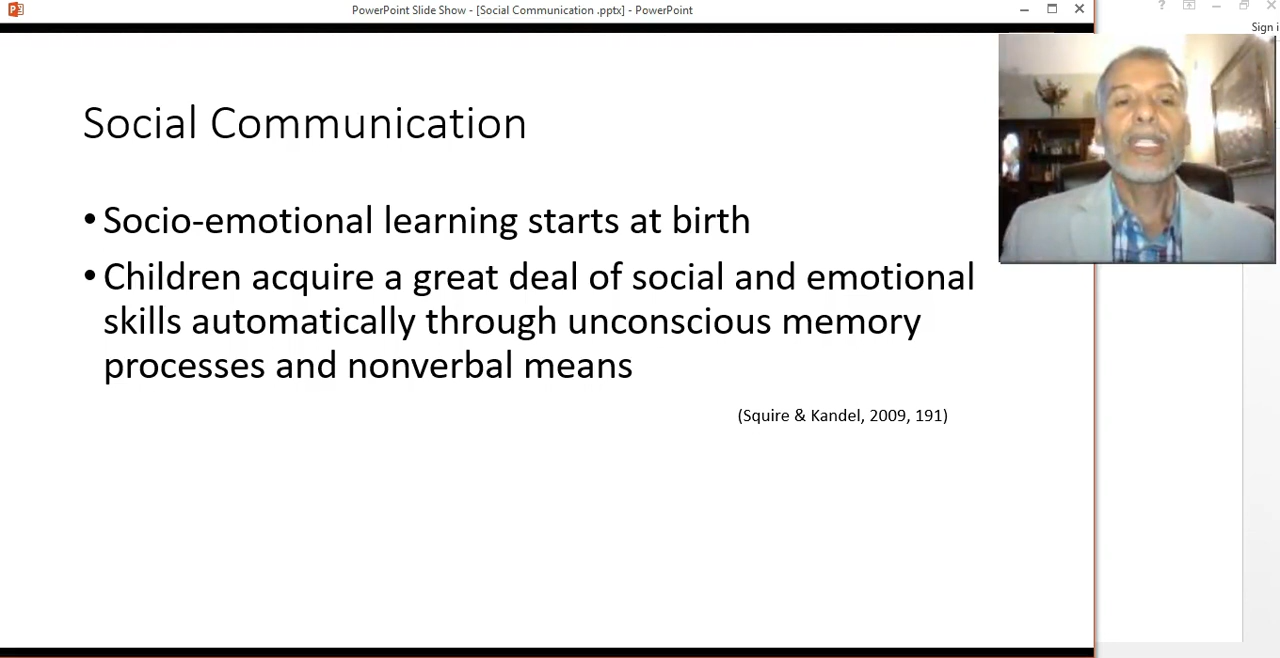 PowerPoint Slide Show - [Social Communication .pptx] - PowerPoint
Sign i
Social Communication
• Socio-emotional learning starts at birth
• Children acquire a great deal of social and emotional
skills automatically through unconscious memory
processes and nonverbal means
(Squire & Kandel, 2009, 191)